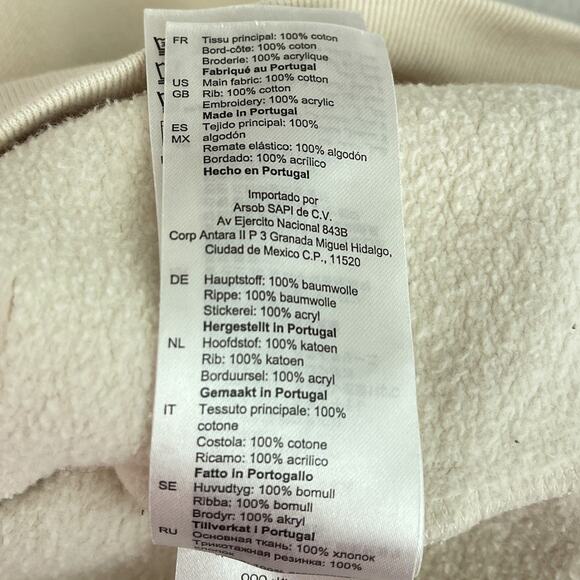 FR Tissu principal: 100% coton
Bord-côte: 100% coton
Broderie: 100% acrylique
Fabriqué au Portugal
US Main fabric: 100% cotton
GB Rib: 100% cotton
Embroidery: 100% acrylic
Made in Portugal
ES Tejido principal: 100%
MX algodón
Remate elástico: 100% algodón
Bordado: 100% acrílico
Hecho en Portugal
Importado por
Arsob SAPI de C.V.
Av Ejercito Nacional 843B
Corp Antara II P 3 Granada Miguel Hidalgo,
Ciudad de Mexico C.P., 11520
DE Hauptstoff: 100% baumwolle
Rippe: 100% baumwolle
Stickerei: 100% acryl
Hergestellt in Portugal
NL Hoofdstof: 100% katoen
Rib: 100% katoen
Borduursel: 100% acryl
Gemaakt in Portugal
IT Tessuto principale: 100%
cotone
Costola: 100% cotone
Ricamo: 100% acrilico
Fatto in Portogallo
SE Huvudtyg: 100% bomull
Ribba: 100% bomull
Brodyr: 100% akryl
Tillverkat i Portugal
RU Основная ткань: 100% хлопок
Трикотажная резинка: 100%
хлопок